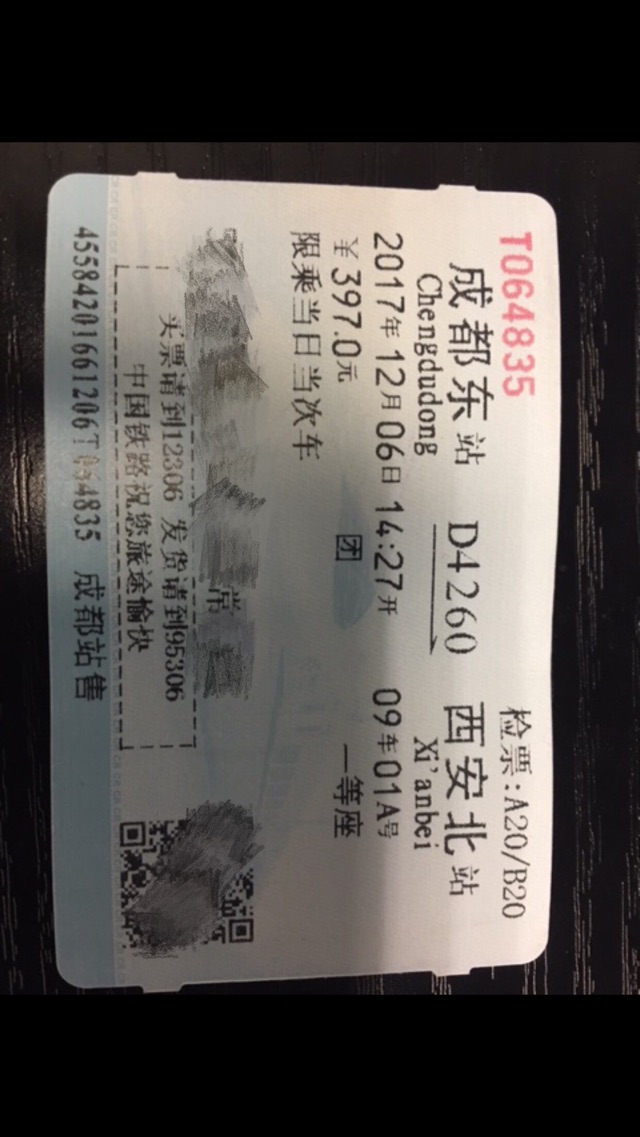 T064835 检票:A20/B20
成都东站 D4260 西安北站
Chengdudong Xi'anbei
2017年12月06日 14:27开 09车01A号
¥397.0元 团 一等座
限乘当日当次车
常
买票请到12306 发货请到95306
中国铁路祝您旅途愉快
45584201661206T064835 成都站售